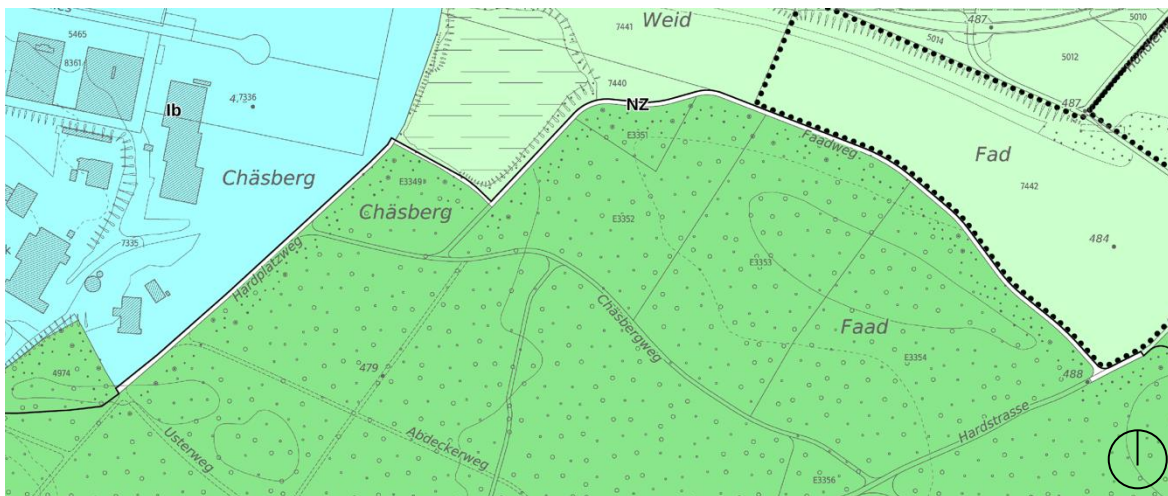 5465
8361
7336
4
Ib
Chäsberg
7335
k
4974
Weid
7441
7440
NZ
487
5014
5012
5010
487
Fad
7442
484
Faadweg
E3351
E3349
Chäsberg
E3352
E3353
Hardplatzweg
Chäsbergweg
Faad
E3354
479
488
Hardstrasse
Usterweg
Abdeckerweg
E3356